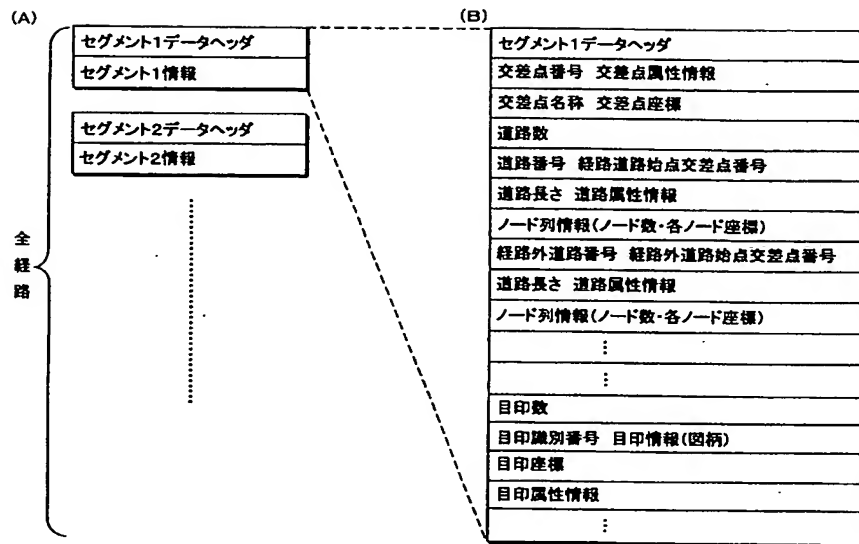 (A)
セグメント1データヘッダ
セグメント1情報
セグメント2データヘッダ
セグメント2情報
全経路
(B)
セグメント1データヘッダ
交差点番号 交差点属性情報
交差点名称 交差点座標
道路数
道路番号 経路道路始点交差点番号
道路長さ 道路属性情報
ノード列情報(ノード数・各ノード座標)
経路外道路番号 経路外道路始点交差点番号
道路長さ 道路属性情報
ノード列情報(ノード数・各ノード座標)
目印数
目印識別番号 目印情報(図柄)
目印座標
目印属性情報